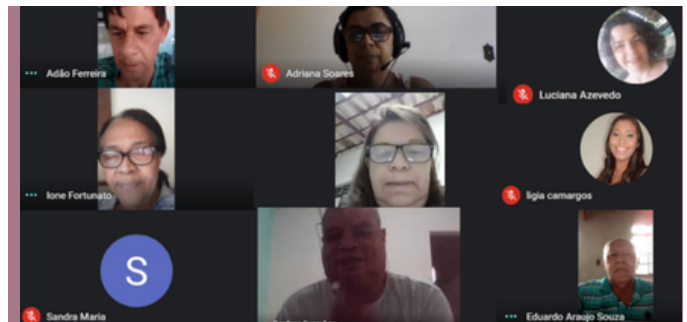 Adão Ferreira
Adriana Soares
Luciana Azevedo
Ione Fortunato
ligia camargos
S
Sandra Maria
Eduardo Araujo Souza